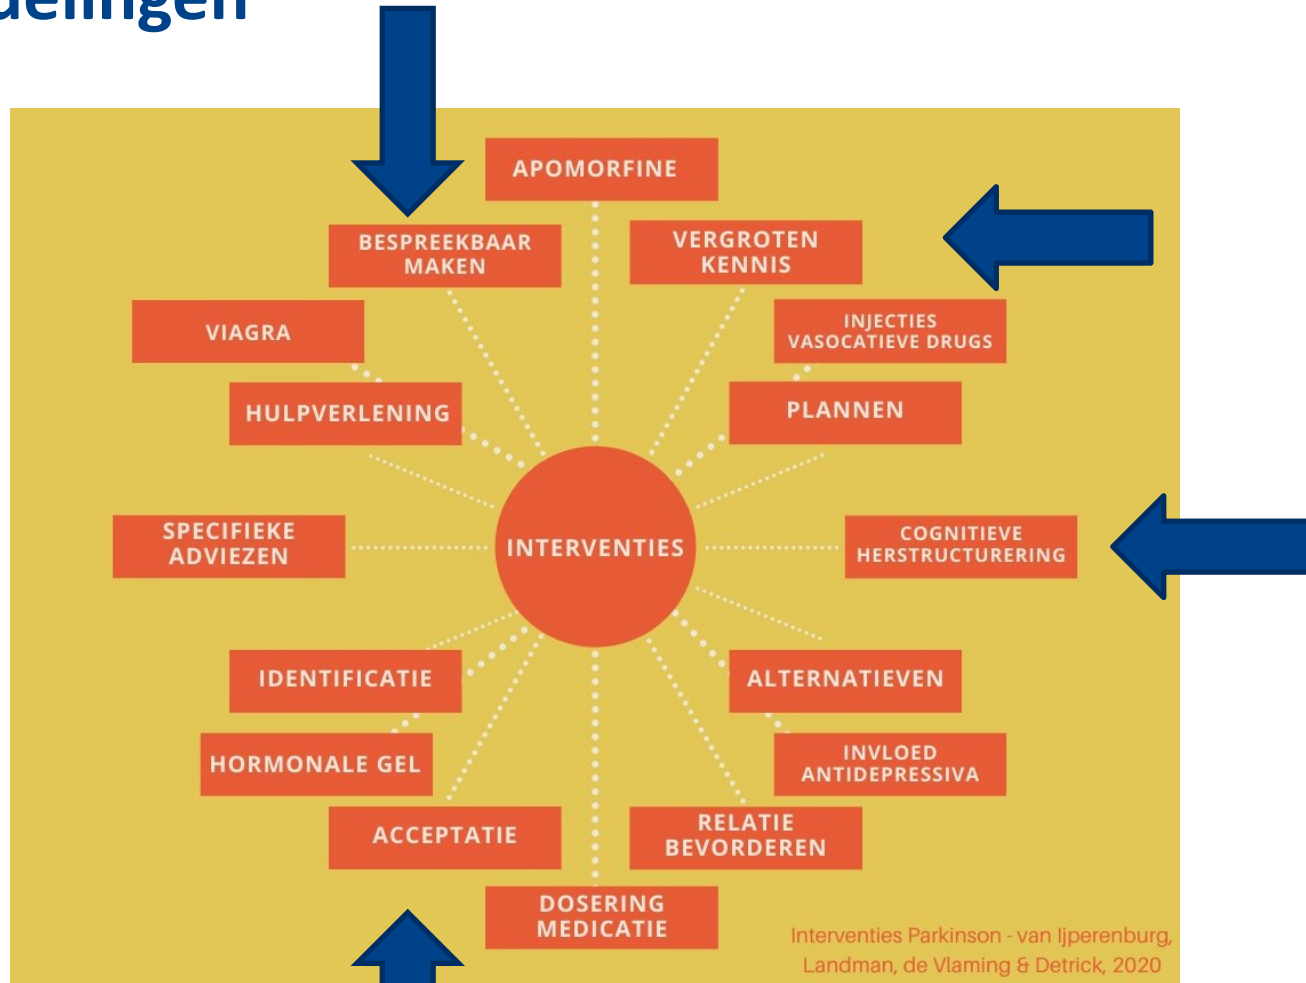 delingen
APOMORFINE
BESPREEKBAAR
MAKEN
VERGROTEN
KENNIS
VIAGRA
INJECTIES
VASOCATIEVE DRUGS
HULPVERLENING
PLANNEN
SPECIFIEKE
ADVIEZEN
INTERVENTIES
COGNITIEVE
HERSTRUCTURERING
IDENTIFICATIE
ALTERNATIEVEN
HORMONALE GEL
INVLOED
ANTIDEPRESSIVA
ACCEPTATIE
RELATIE
BEVORDEREN
DOSERING
MEDICATIE
Interventies Parkinson - van Ijperenburg,
Landman, de Vlaming & Detrick, 2020